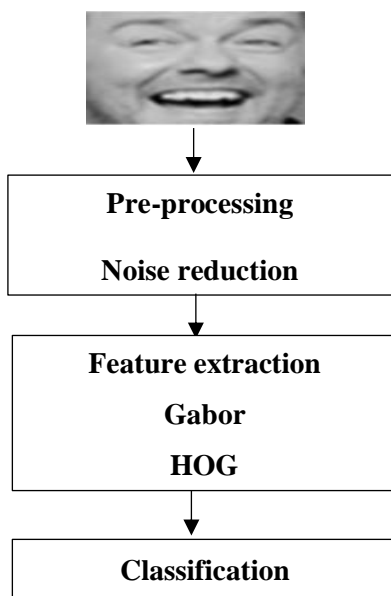 Pre-processing
Noise reduction
Feature extraction
Gabor
HOG
Classification